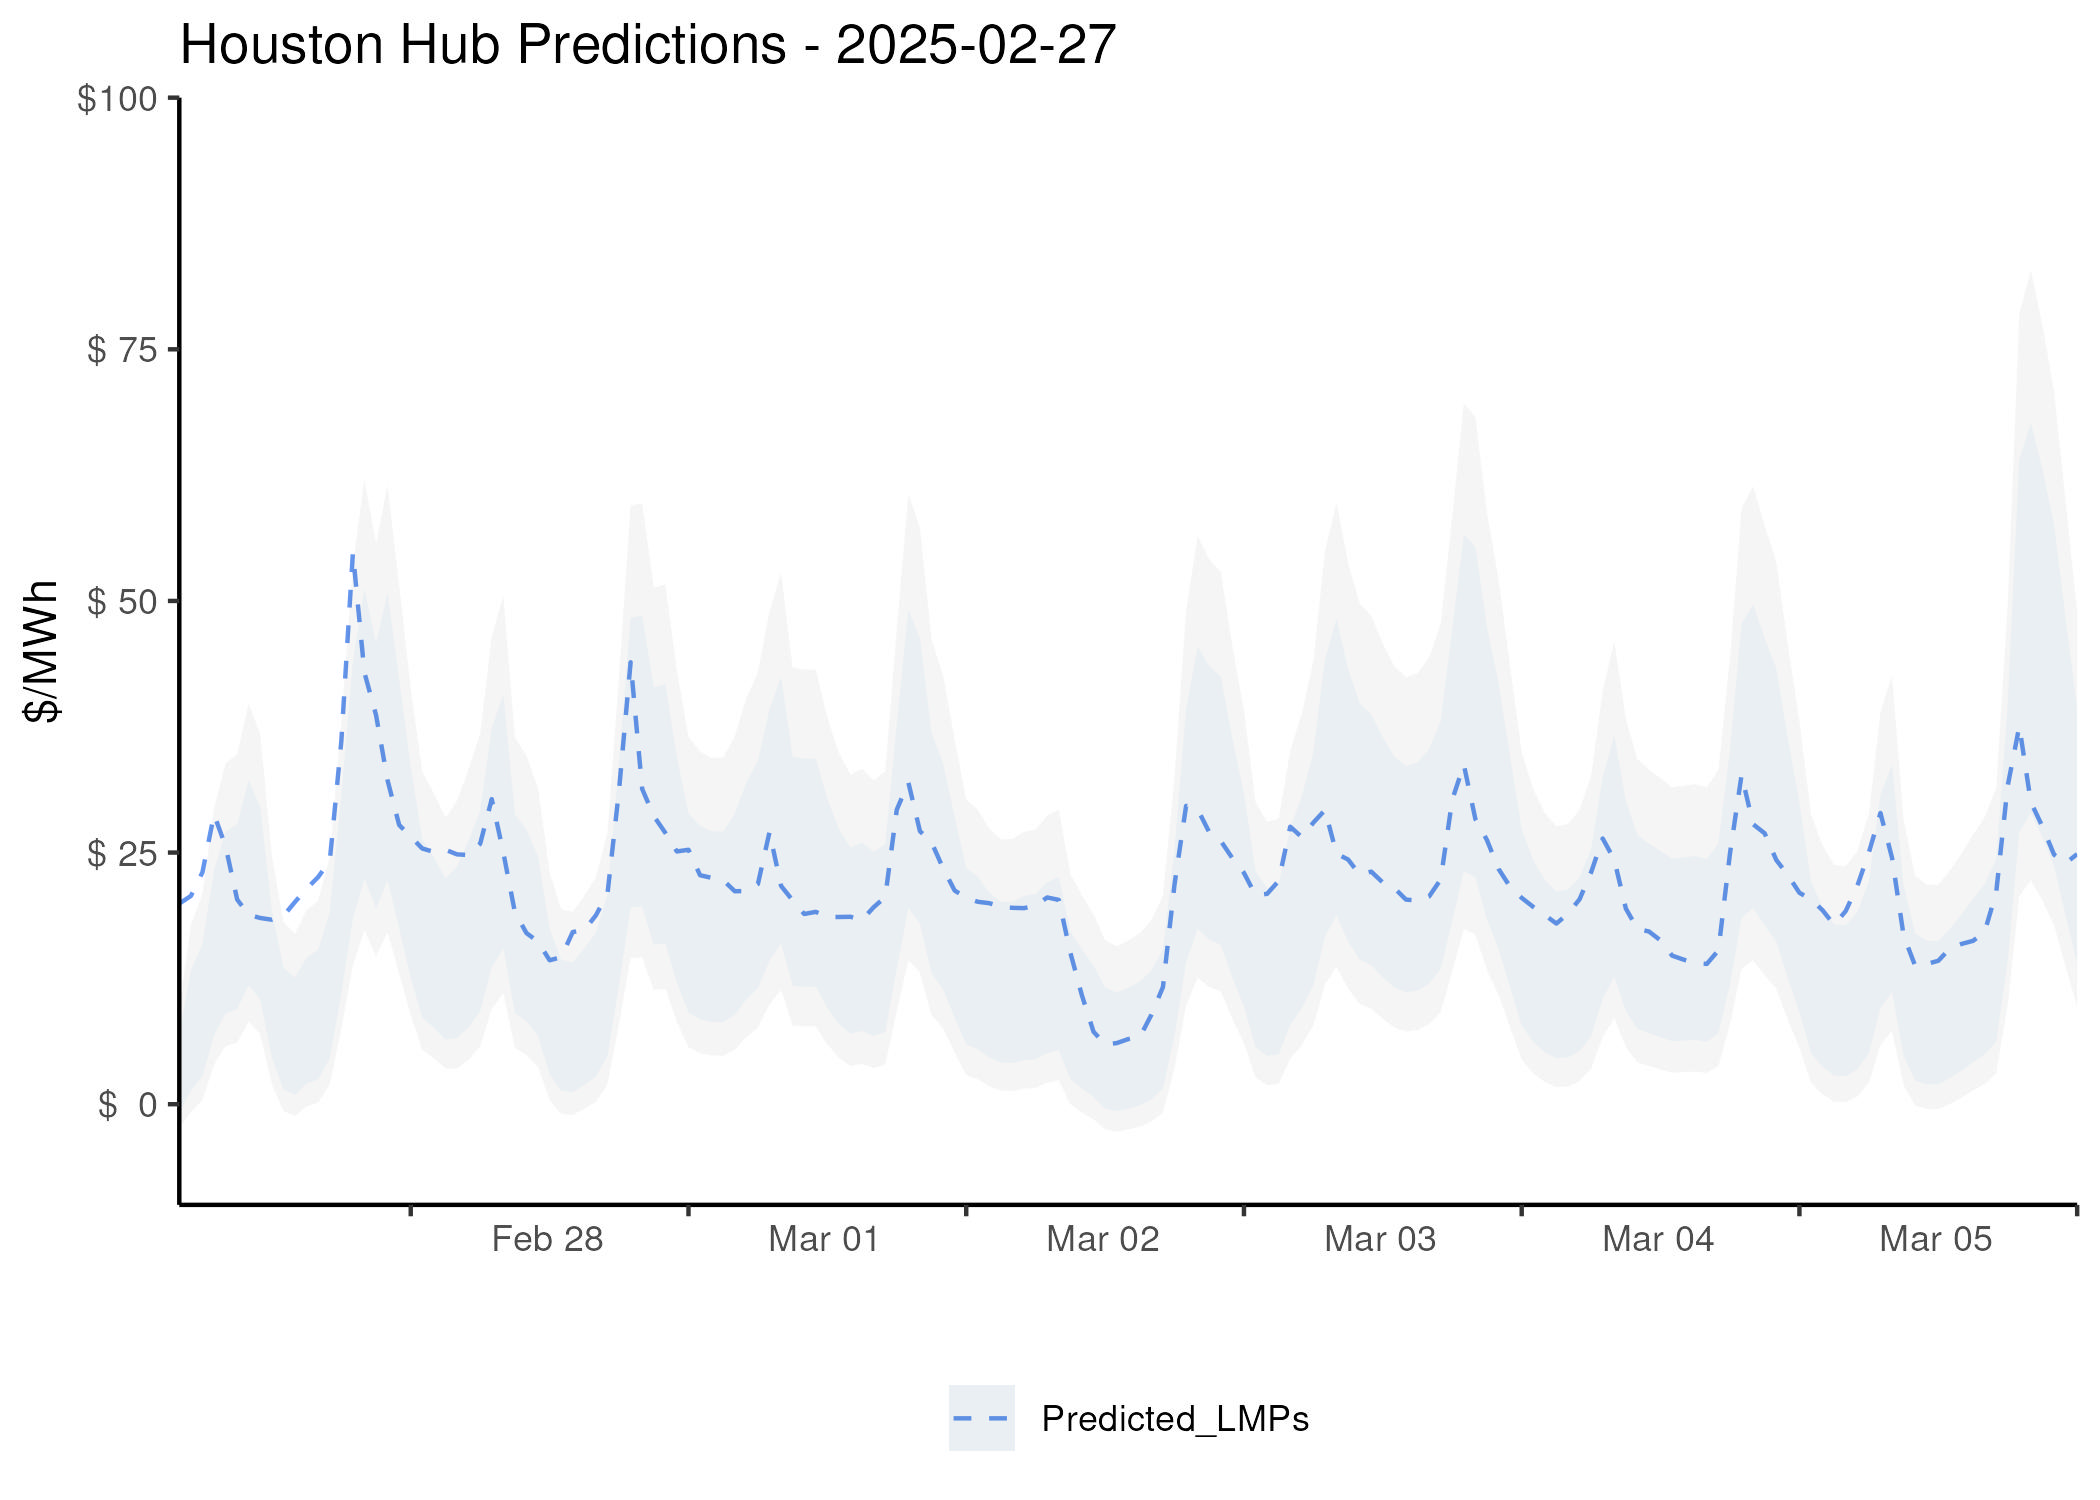 Houston Hub Predictions - 2025-02-27
$100
$ 75
$ 50
$ 25
$  0
$/MWh
Feb 28
Mar 01
Mar 02
Mar 03
Mar 04
Mar 05
Predicted_LMPs